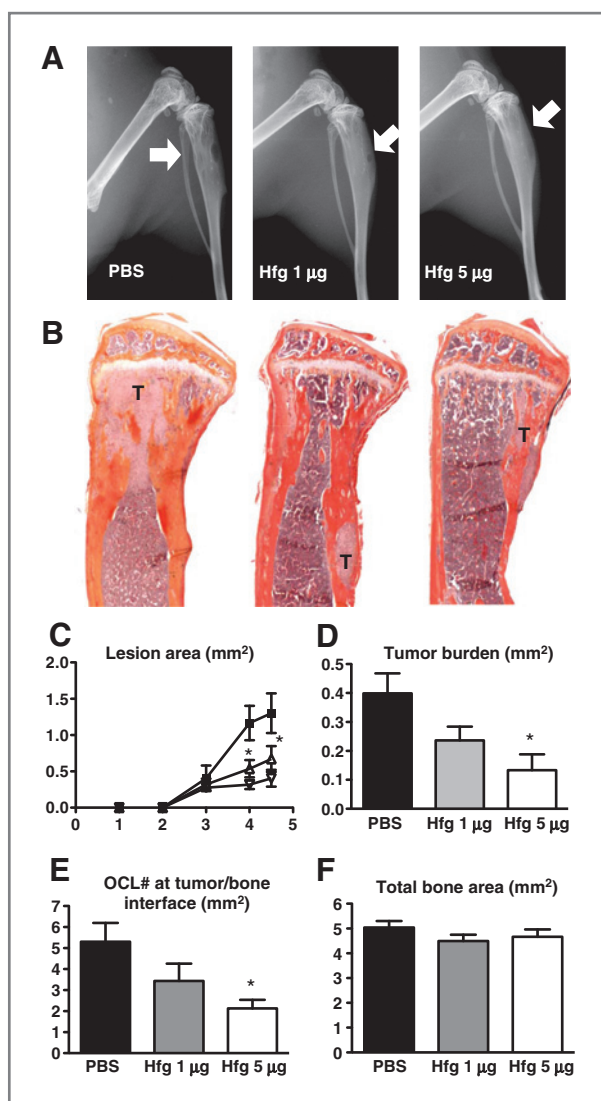 A
PBS
Hfg 1 µg
Hfg 5 µg
B
T
T
T
C
Lesion area (mm²)
2.0
1.5
1.0
0.5
0.0
*
*
1 2 3 4 5
D
Tumor burden (mm²)
0.5
0.4
0.3
0.2
0.1
0.0
*
PBS Hfg 1 µg Hfg 5 µg
E
OCL# at tumor/bone
interface (mm²)
7
6
5
4
3
2
1
0
*
PBS Hfg 1 µg Hfg 5 µg
F
Total bone area (mm²)
6
5
4
3
2
1
0
PBS Hfg 1 µg Hfg 5 µg